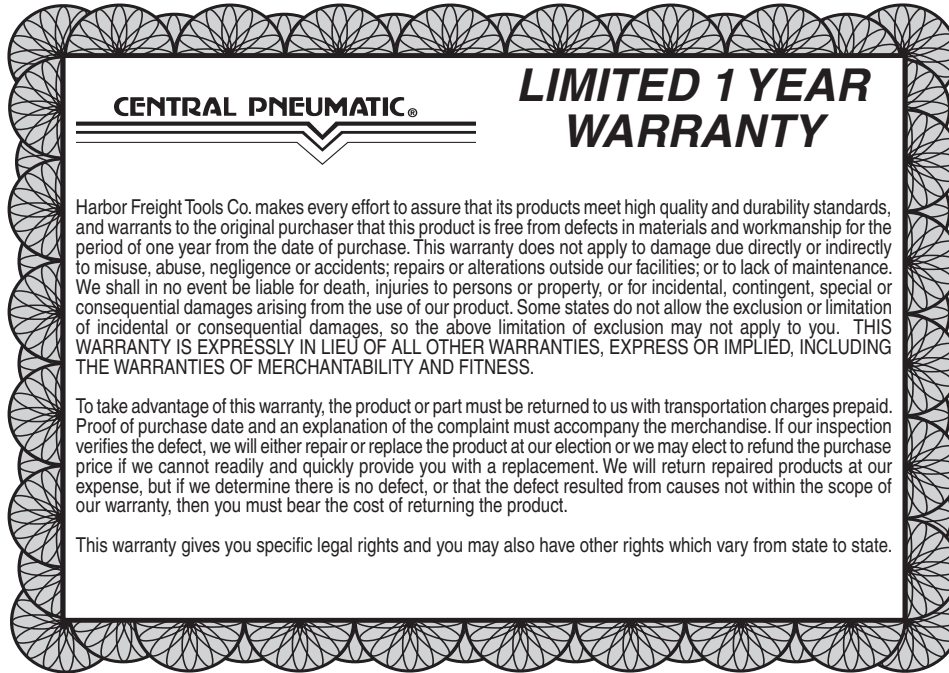 CENTRAL PNEUMATIC®
LIMITED 1 YEAR
WARRANTY
Harbor Freight Tools Co. makes every effort to assure that its products meet high quality and durability standards,
and warrants to the original purchaser that this product is free from defects in materials and workmanship for the
period of one year from the date of purchase. This warranty does not apply to damage due directly or indirectly
to misuse, abuse, negligence or accidents; repairs or alterations outside our facilities; or to lack of maintenance.
We shall in no event be liable for death, injuries to persons or property, or for incidental, contingent, special or
consequential damages arising from the use of our product. Some states do not allow the exclusion or limitation
of incidental or consequential damages, so the above limitation of exclusion may not apply to you. THIS
WARRANTY IS EXPRESSLY IN LIEU OF ALL OTHER WARRANTIES, EXPRESS OR IMPLIED, INCLUDING
THE WARRANTIES OF MERCHANTABILITY AND FITNESS.
To take advantage of this warranty, the product or part must be returned to us with transportation charges prepaid.
Proof of purchase date and an explanation of the complaint must accompany the merchandise. If our inspection
verifies the defect, we will either repair or replace the product at our election or we may elect to refund the purchase
price if we cannot readily and quickly provide you with a replacement. We will return repaired products at our
expense, but if we determine there is no defect, or that the defect resulted from causes not within the scope of
our warranty, then you must bear the cost of returning the product.
This warranty gives you specific legal rights and you may also have other rights which vary from state to state.